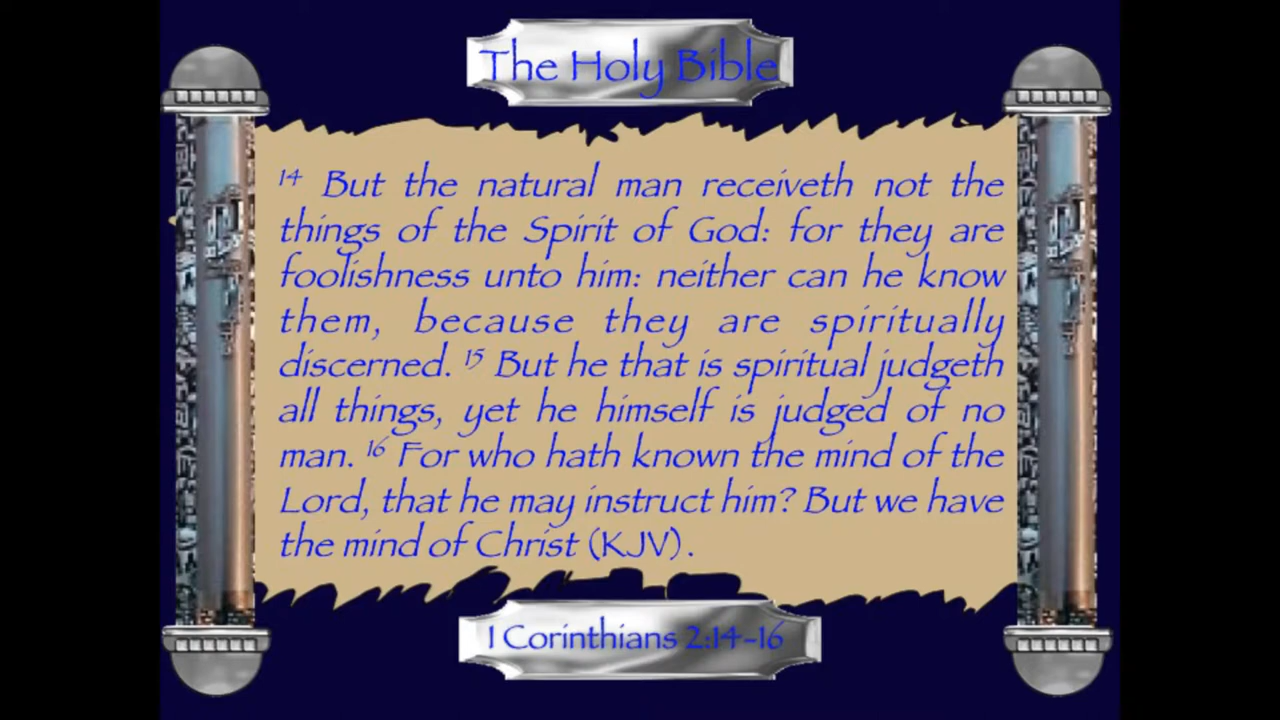 The Holy Bible
14 But the natural man receiveth not the
things of the Spirit of God: for they are
foolishness unto him: neither can he know
them, because they are spiritually
discerned. 15 But he that is spiritual judgeth
all things, yet he himself is judged of no
man. 16 For who hath known the mind of the
Lord, that he may instruct him? But we have
the mind of Christ (KJV).
1 Corinthians 2:14-16